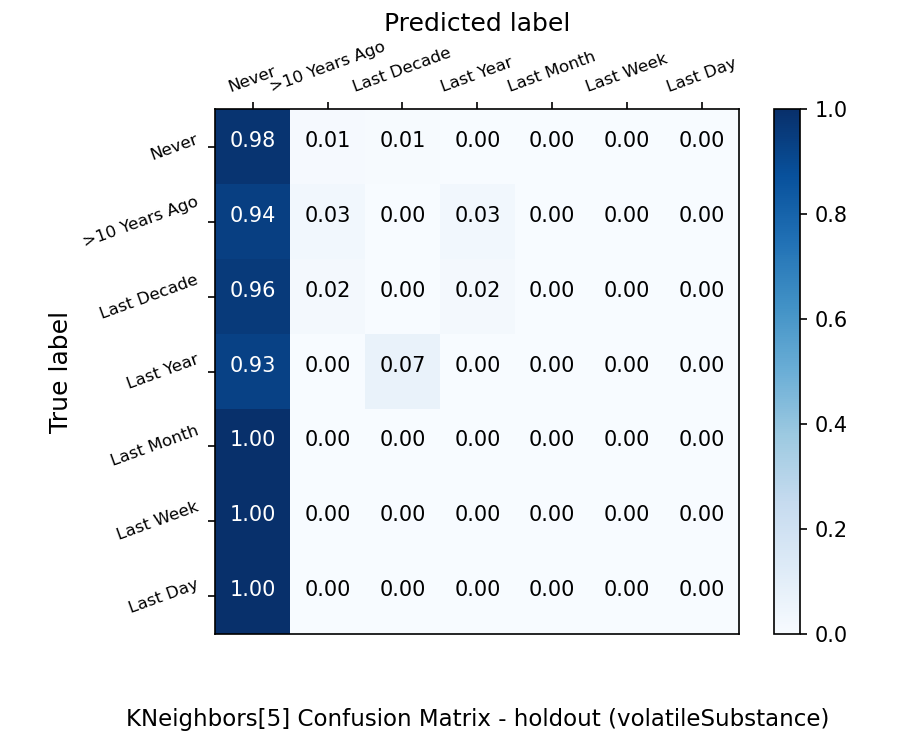 Predicted label
Never >10 Years Ago Last Decade Last Year Last Month Last Week Last Day
True label
Never 0.98 0.01 0.01 0.00 0.00 0.00 0.00
>10 Years Ago 0.94 0.03 0.00 0.03 0.00 0.00 0.00
Last Decade 0.96 0.02 0.00 0.02 0.00 0.00 0.00
Last Year 0.93 0.00 0.07 0.00 0.00 0.00 0.00
Last Month 1.00 0.00 0.00 0.00 0.00 0.00 0.00
Last Week 1.00 0.00 0.00 0.00 0.00 0.00 0.00
Last Day 1.00 0.00 0.00 0.00 0.00 0.00 0.00
1.0
0.8
0.6
0.4
0.2
0.0
KNeighbors[5] Confusion Matrix - holdout (volatileSubstance)